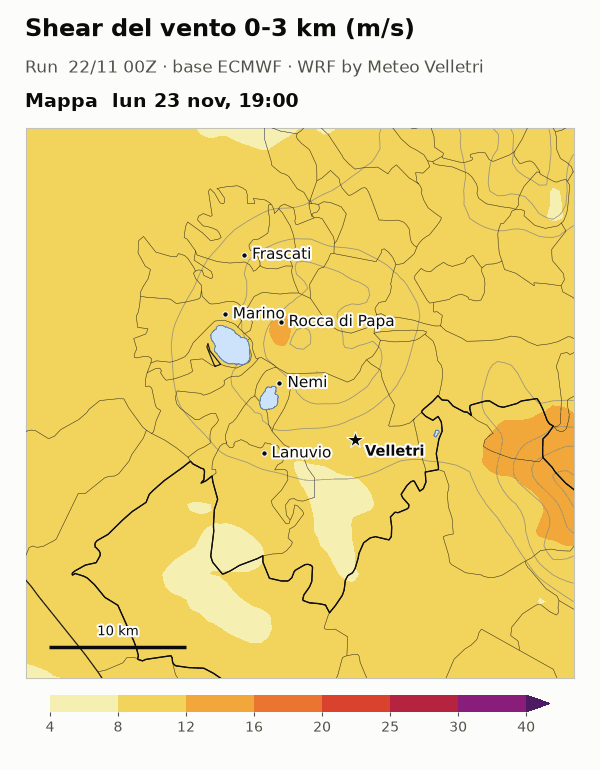 Shear del vento 0-3 km (m/s)
Run  22/11 00Z · base ECMWF · WRF by Meteo Velletri
Mappa  lun 23 nov, 19:00
Frascati
Marino
Rocca di Papa
Nemi
Velletri
Lanuvio
10 km
4 8 12 16 20 25 30 40